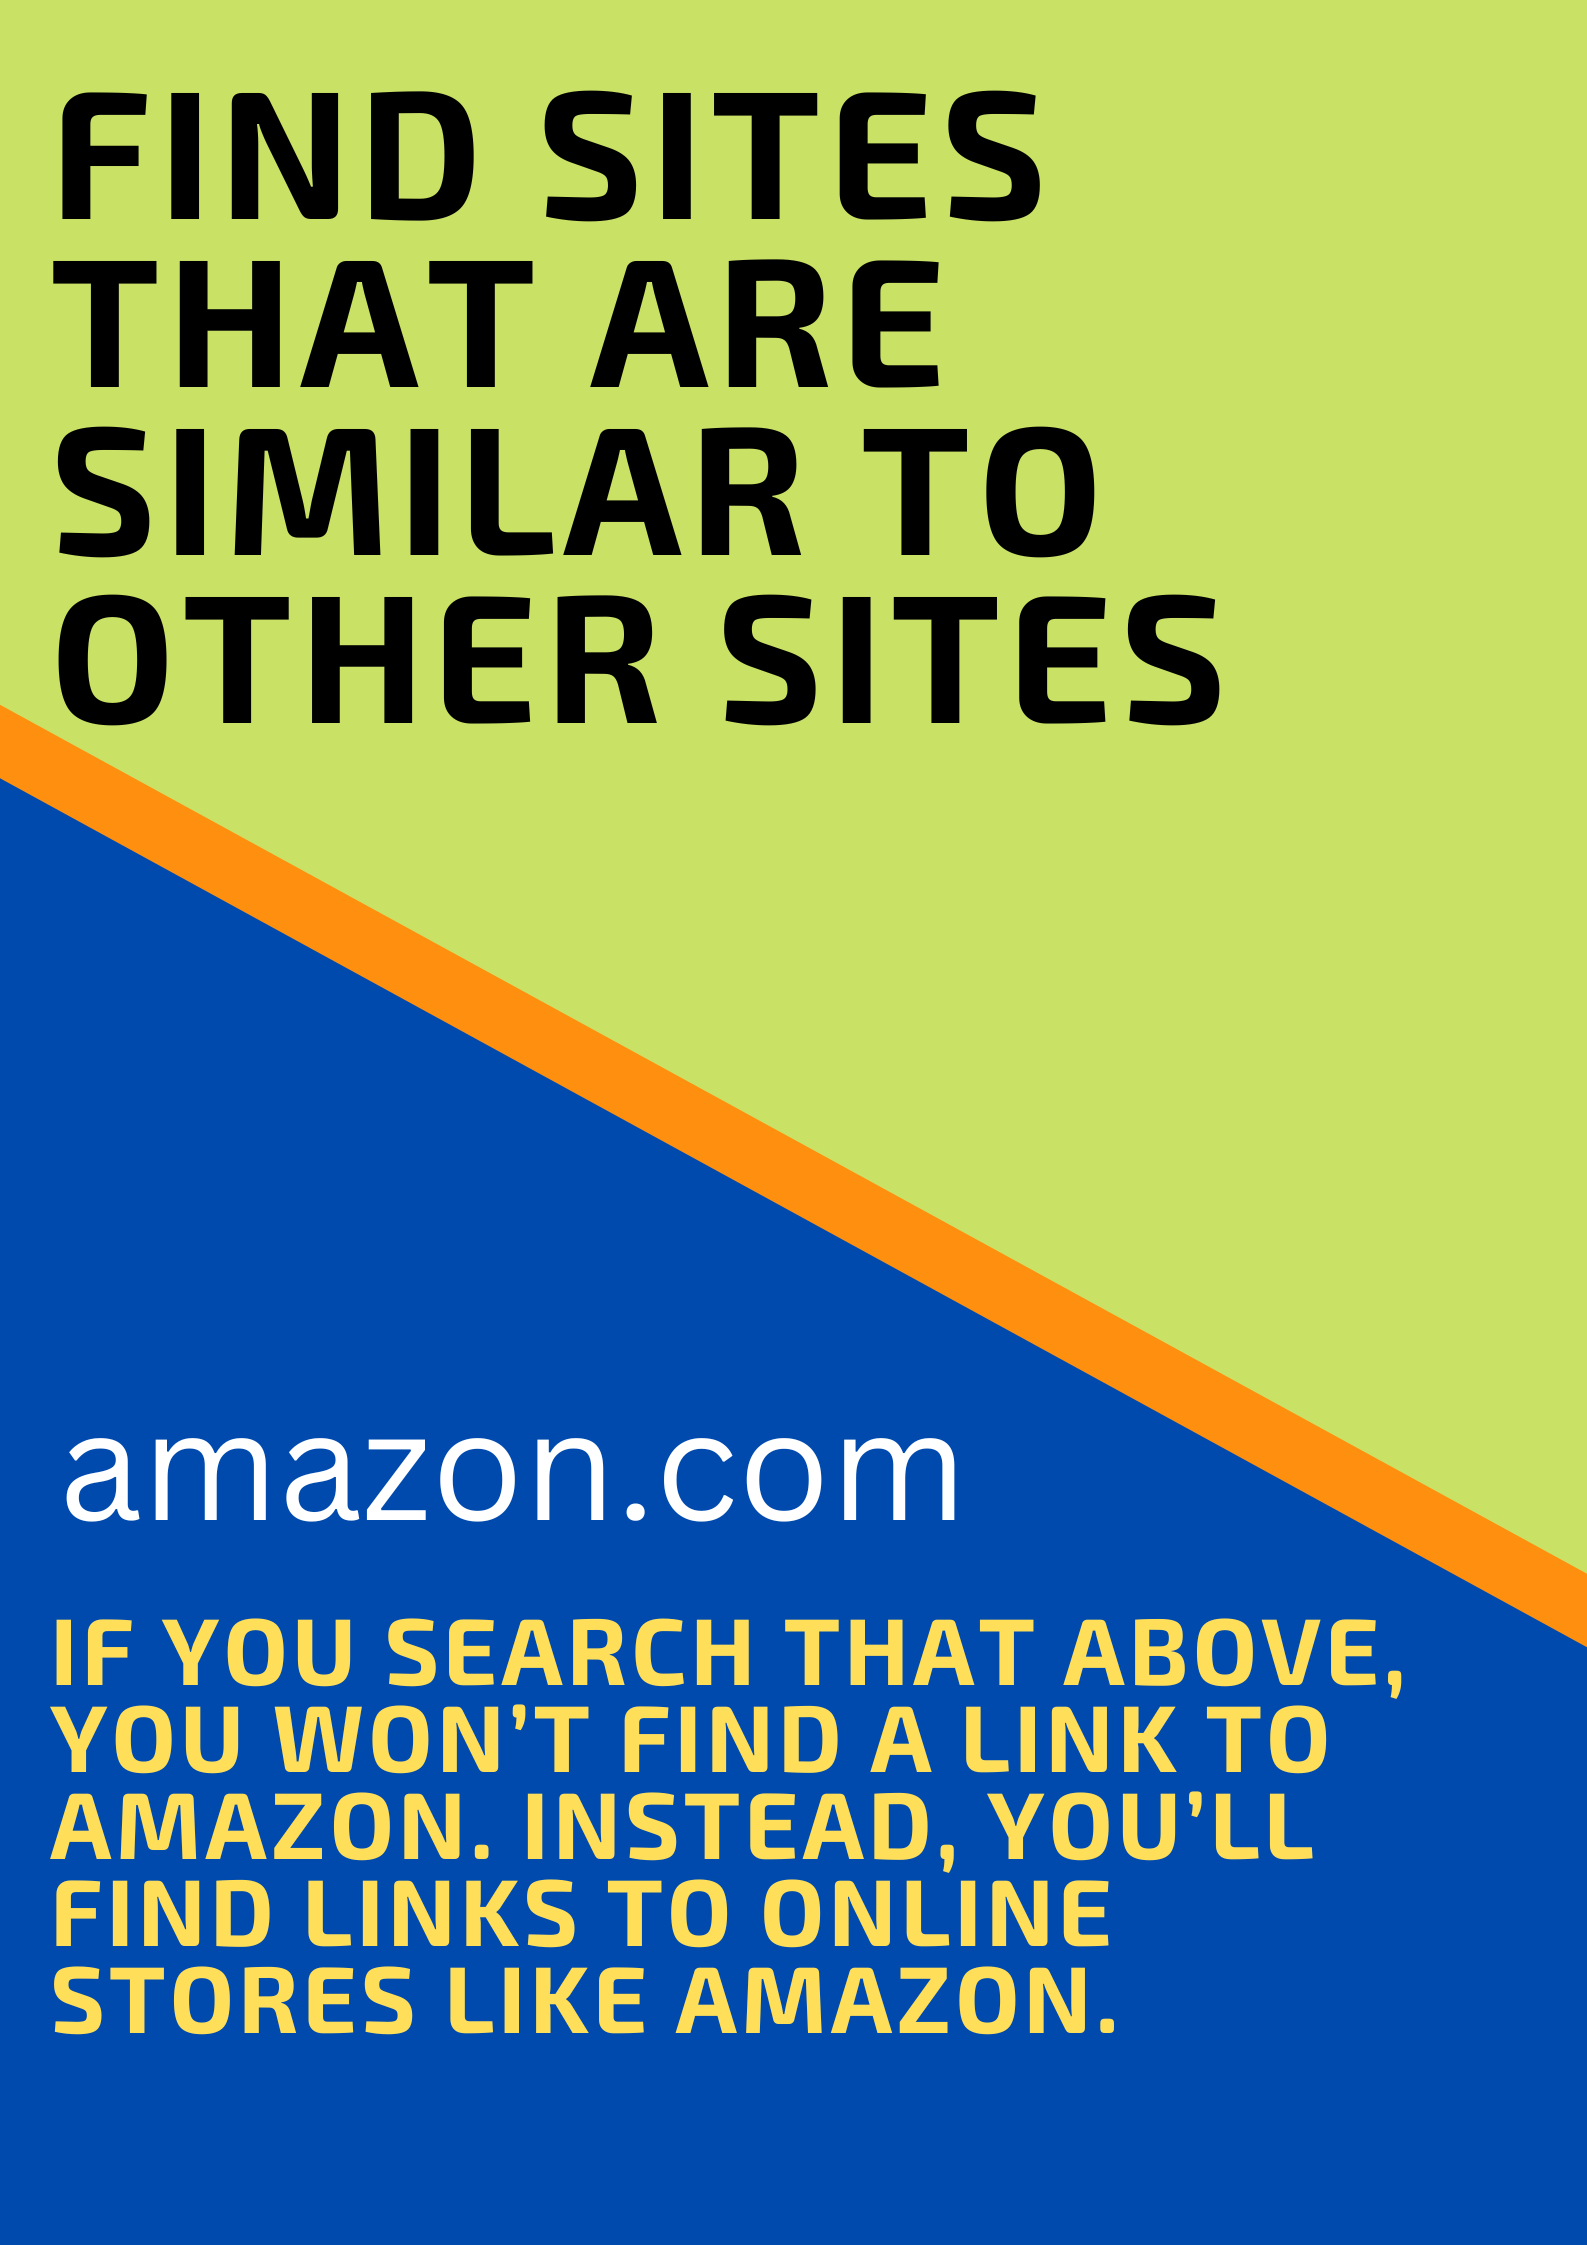 FIND SITES
THAT ARE
SIMILAR TO
OTHER SITES
amazon.com
IF YOU SEARCH THAT ABOVE,
YOU WON'T FIND A LINK TO
AMAZON. INSTEAD, YOU'LL
FIND LINKS TO ONLINE
STORES LIKE AMAZON.